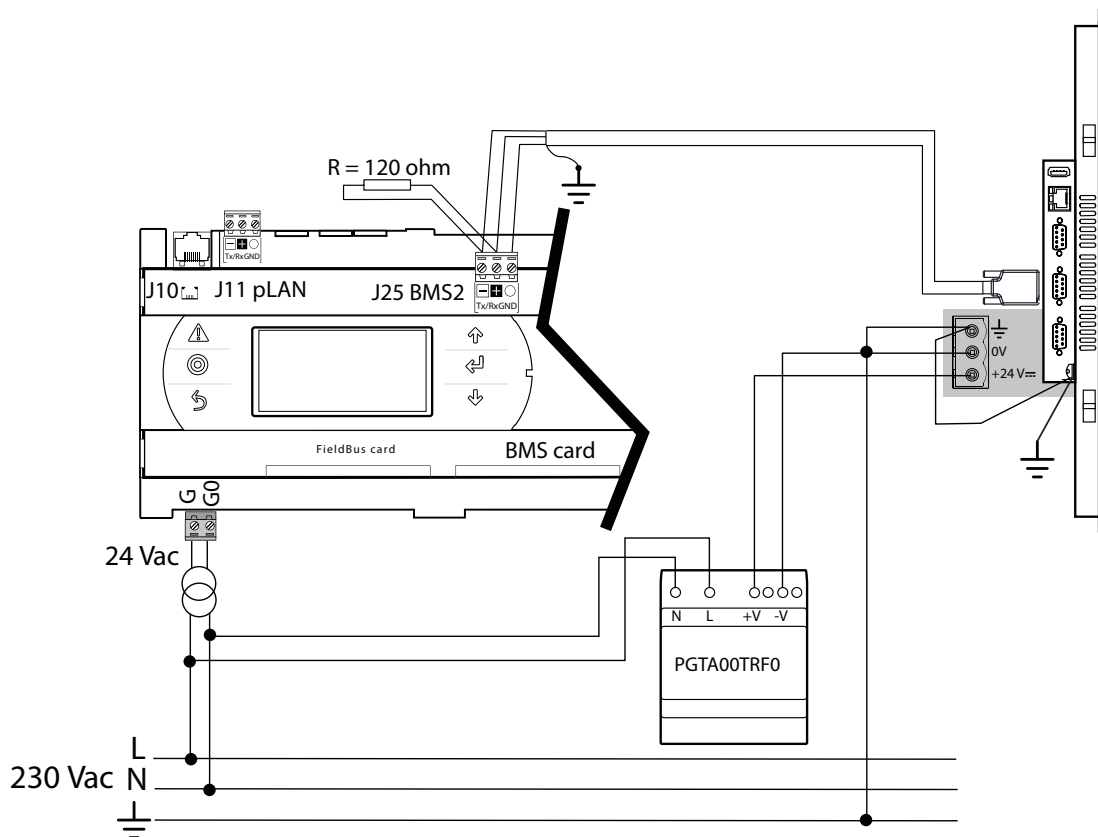 R = 120 ohm
Tx/Rx GND
J10 J11 pLAN J25 BMS2
Tx/Rx GND
0V
+24 V
FieldBus card BMS card
G G0
24 Vac
N L +V -V
PGTA00TRF0
L
230 Vac N